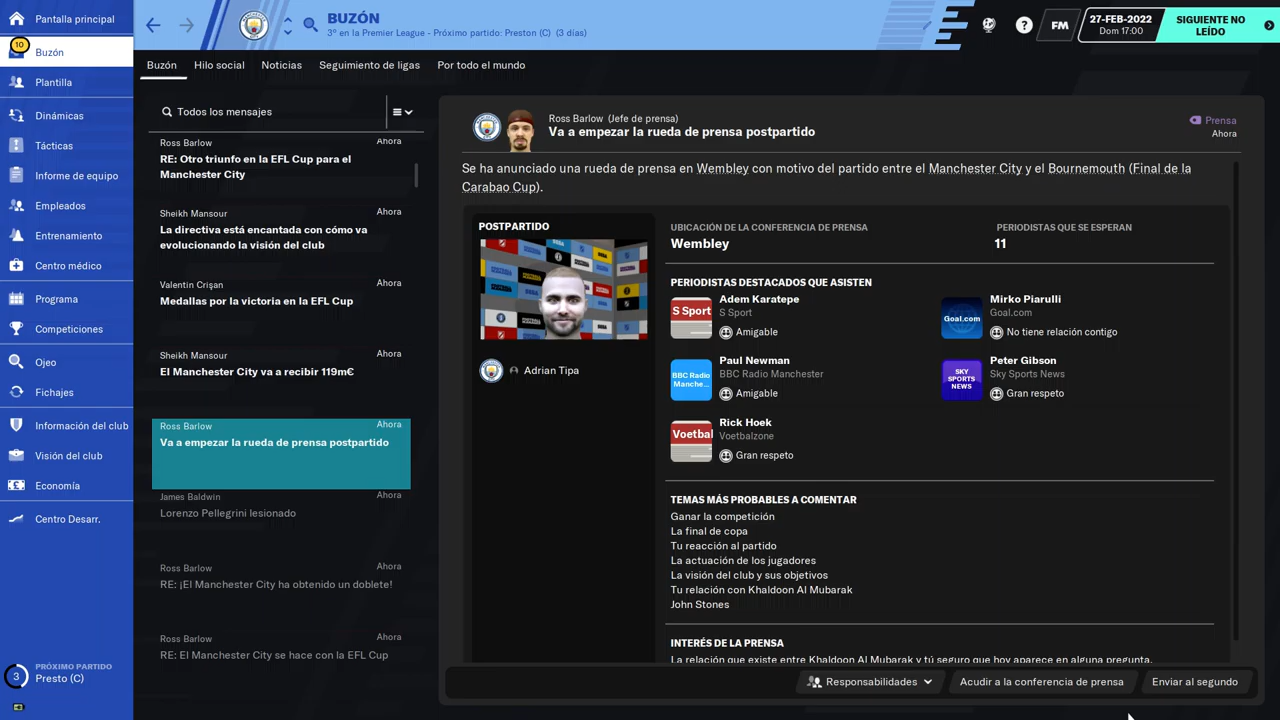 Pantalla principal
10
Buzón
Plantilla
Dinámicas
Tácticas
Informe de equipo
Empleados
Entrenamiento
Centro médico
Programa
Competiciones
Ojeo
Fichajes
Información del club
Visión del club
Economía
Centro Desarr.
PRÓXIMO PARTIDO
3
Presto (C)
BUZÓN
3º en la Premier League - Próximo partido: Preston (C) (3 días)
?
FM
27-FEB-2022
Dom 17:00
SIGUIENTE NO
LEÍDO
Buzón Hilo social Noticias Seguimiento de ligas Por todo el mundo
Todos los mensajes
Ross Barlow Ahora
RE: Otro triunfo en la EFL Cup para el
Manchester City
Sheikh Mansour Ahora
La directiva está encantada con cómo va
evolucionando la visión del club
Valentin Crişan Ahora
Medallas por la victoria en la EFL Cup
Sheikh Mansour Ahora
El Manchester City va a recibir 119m€
Ross Barlow Ahora
Va a empezar la rueda de prensa postpartido
James Baldwin Ahora
Lorenzo Pellegrini lesionado
Ross Barlow Ahora
RE: ¡El Manchester City ha obtenido un doblete!
Ross Barlow Ahora
RE: El Manchester City se hace con la EFL Cup
Ross Barlow (Jefe de prensa)
Va a empezar la rueda de prensa postpartido
Prensa
Ahora
Se ha anunciado una rueda de prensa en Wembley con motivo del partido entre el Manchester City y el Bournemouth (Final de la
Carabao Cup).
POSTPARTIDO
Adrian Tipa
UBICACIÓN DE LA CONFERENCIA DE PRENSA
Wembley
PERIODISTAS QUE SE ESPERAN
11
PERIODISTAS DESTACADOS QUE ASISTEN
S Sport
Adem Karatepe
S Sport
Amigable
Goal.com
Mirko Piarulli
Goal.com
No tiene relación contigo
BBC Radio
Manche...
Paul Newman
BBC Radio Manchester
Amigable
SKY
SPORTS
NEWS
Peter Gibson
Sky Sports News
Gran respeto
Voetbal
Rick Hoek
Voetbalzone
Gran respeto
TEMAS MÁS PROBABLES A COMENTAR
Ganar la competición
La final de copa
Tu reacción al partido
La actuación de los jugadores
La visión del club y sus objetivos
Tu relación con Khaldoon Al Mubarak
John Stones
INTERÉS DE LA PRENSA
La relación que existe entre Khaldoon Al Mubarak y tú seguro que hoy aparece en alguna pregunta.
Responsabilidades
Acudir a la conferencia de prensa
Enviar al segundo